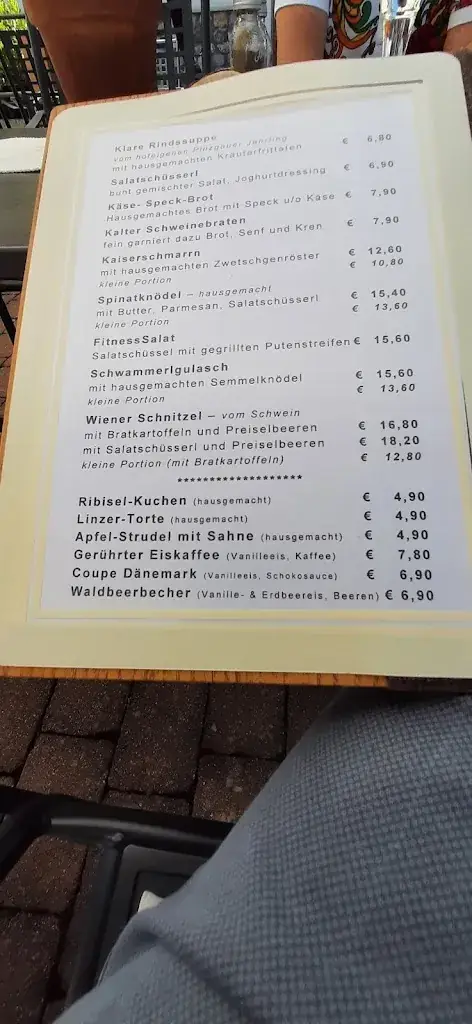 Klare Rindssuppe
vom hofeigenen Pinzgauer Jährling € 6,80
mit hausgemachten Kräuterfrittaten
Salatschüsserl
bunt gemischter Salat, Joghurtdressing € 6,90
Käse- Speck-Brot
Hausgemachtes Brot mit Speck u/o Käse € 7,90
Kalter Schweinebraten
fein garniert dazu Brot, Senf und Kren € 7,90
Kaiserschmarrn
mit hausgemachten Zwetschgenröster € 12,60
kleine Portion € 10,80
Spinatknödel – hausgemacht
mit Butter, Parmesan, Salatschüsserl € 15,40
kleine Portion € 13,60
FitnessSalat
Salatschüssel mit gegrillten Putenstreifen € 15,60
Schwammerlgulasch
mit hausgemachten Semmelknödel € 15,60
kleine Portion € 13,60
Wiener Schnitzel – vom Schwein
mit Bratkartoffeln und Preiselbeeren € 16,80
mit Salatschüsserl und Preiselbeeren € 18,20
kleine Portion (mit Bratkartoffeln) € 12,80
*******************
Ribisel-Kuchen (hausgemacht) € 4,90
Linzer-Torte (hausgemacht) € 4,90
Apfel-Strudel mit Sahne (hausgemacht) € 4,90
Gerührter Eiskaffee (Vanilleeis, Kaffee) € 7,80
Coupe Dänemark (Vanilleeis, Schokosauce) € 6,90
Waldbeerbecher (Vanille- & Erdbeereis, Beeren) € 6,90